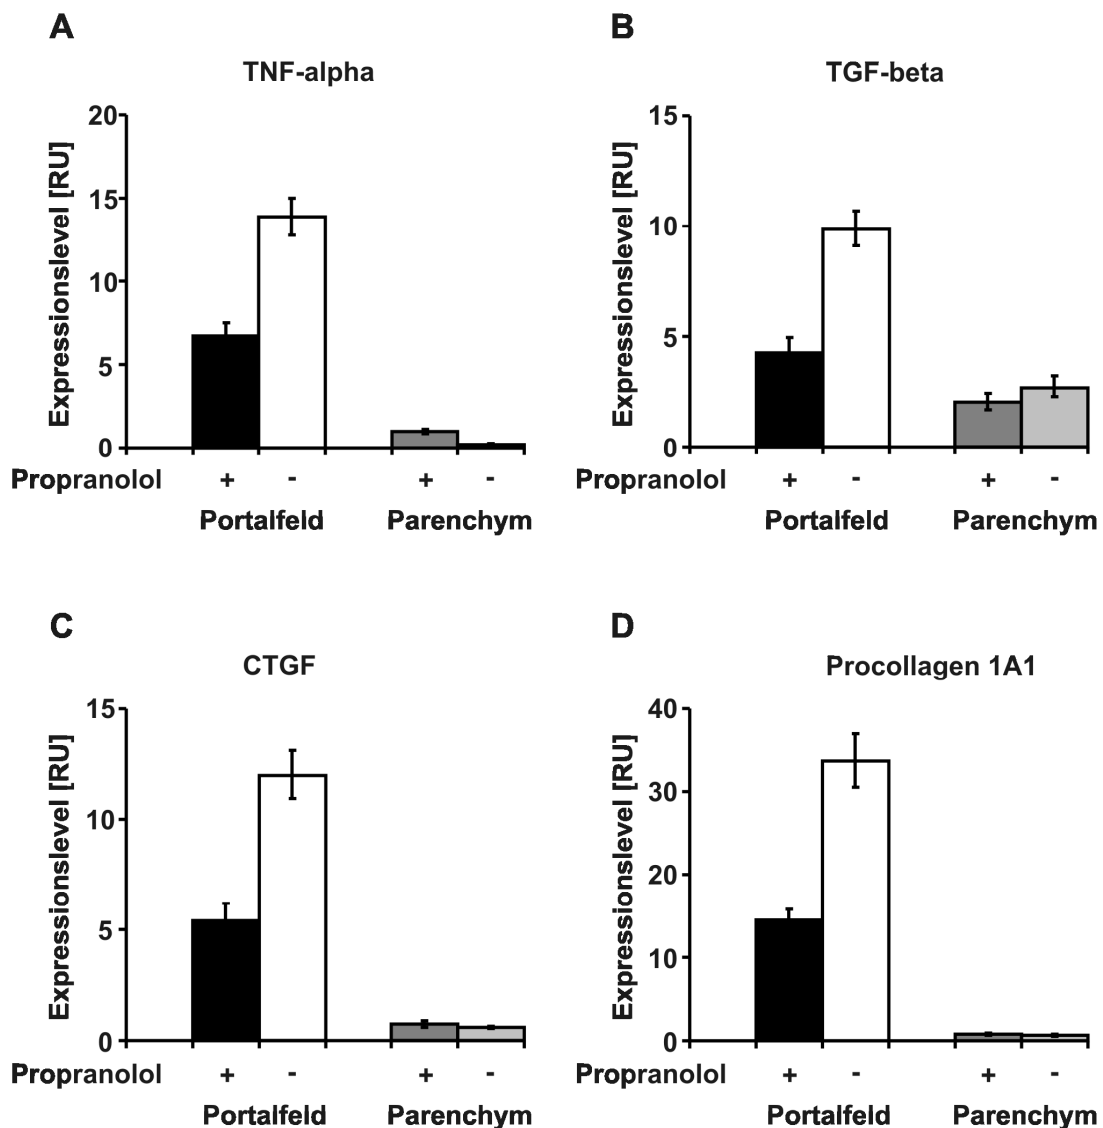 A
TNF-alpha
Expressionslevel [RU]
20
15
10
5
0
Propranolol + - + -
Portalfeld Parenchym
B
TGF-beta
Expressionslevel [RU]
15
10
5
0
Propranolol + - + -
Portalfeld Parenchym
C
CTGF
Expressionslevel [RU]
15
10
5
0
Propranolol + - + -
Portalfeld Parenchym
D
Procollagen 1A1
Expressionslevel [RU]
40
30
20
10
0
Propranolol + - + -
Portalfeld Parenchym